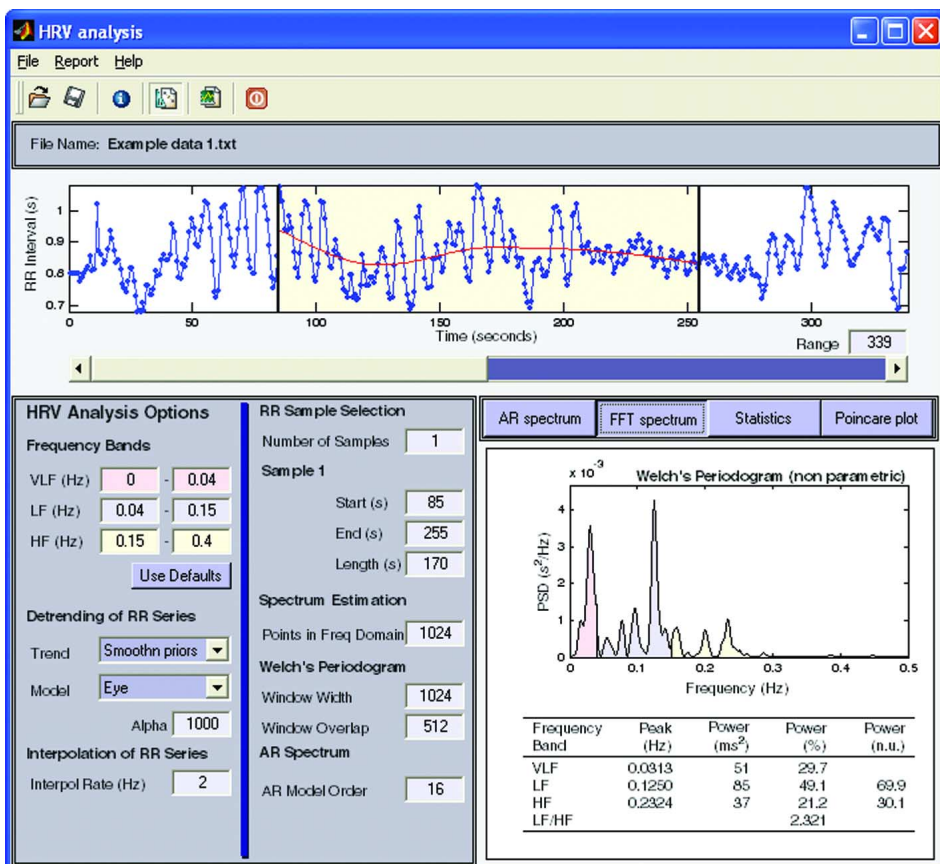 HRV analysis
File Report Help
File Name: Example data 1.txt
RR Interval (s)
1
0.9
0.8
0.7
0 50 100 150 200 250 300
Time (seconds)
Range 339
HRV Analysis Options
Frequency Bands
VLF (Hz) 0 - 0.04
LF (Hz) 0.04 - 0.15
HF (Hz) 0.15 - 0.4
Use Defaults
Detrending of RR Series
Trend Smoothn priors
Model Eye
Alpha 1000
Interpolation of RR Series
Interpol Rate (Hz) 2
RR Sample Selection
Number of Samples 1
Sample 1
Start (s) 85
End (s) 255
Length (s) 170
Spectrum Estimation
Points in Freq Domain 1024
Welch's Periodogram
Window Width 1024
Window Overlap 512
AR Spectrum
AR Model Order 16
AR spectrum FFT spectrum Statistics Poincare plot
x 10⁻³ Welch's Periodogram (non parametric)
PSD (s²/Hz)
4
3
2
1
0
0 0.1 0.2 0.3 0.4 0.5
Frequency (Hz)
Frequency Peak Power Power Power
Band (Hz) (ms²) (%) (n.u.)
VLF 0.0313 51 29.7
LF 0.1250 85 49.1 69.9
HF 0.2324 37 21.2 30.1
LF/HF 2.321